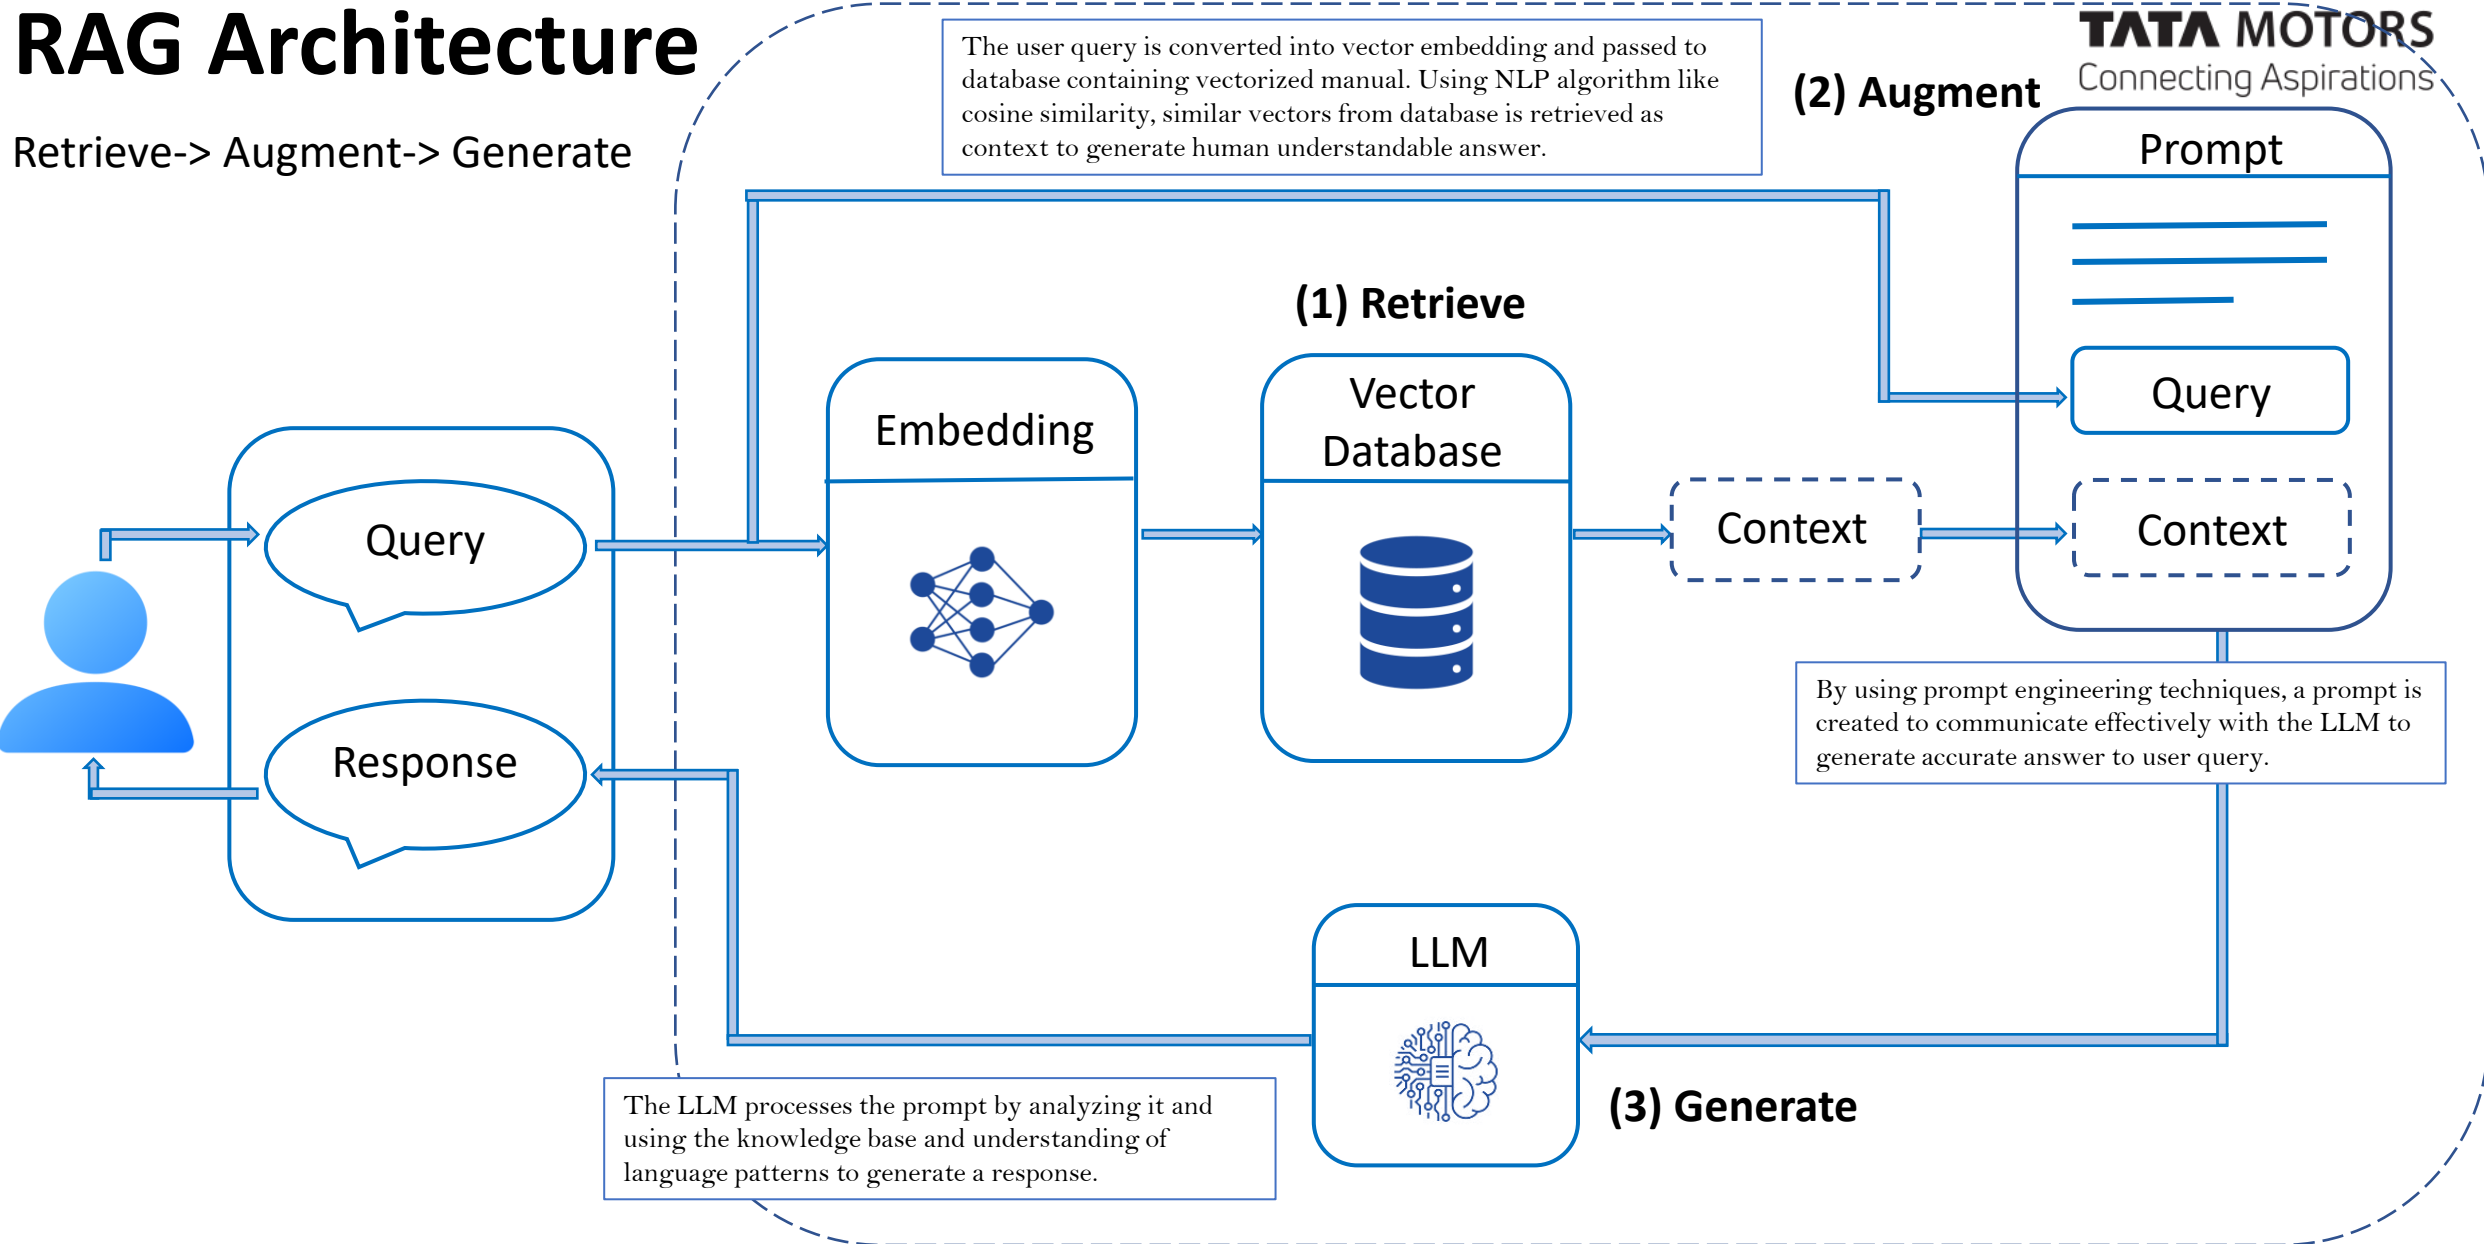 RAG Architecture
Retrieve-> Augment-> Generate
The user query is converted into vector embedding and passed to
database containing vectorized manual. Using NLP algorithm like
cosine similarity, similar vectors from database is retrieved as
context to generate human understandable answer.
(2) Augment
TATA MOTORS
Connecting Aspirations
Prompt
Query
Context
(1) Retrieve
Embedding
Vector
Database
Context
Query
Response
By using prompt engineering techniques, a prompt is
created to communicate effectively with the LLM to
generate accurate answer to user query.
LLM
(3) Generate
The LLM processes the prompt by analyzing it and
using the knowledge base and understanding of
language patterns to generate a response.